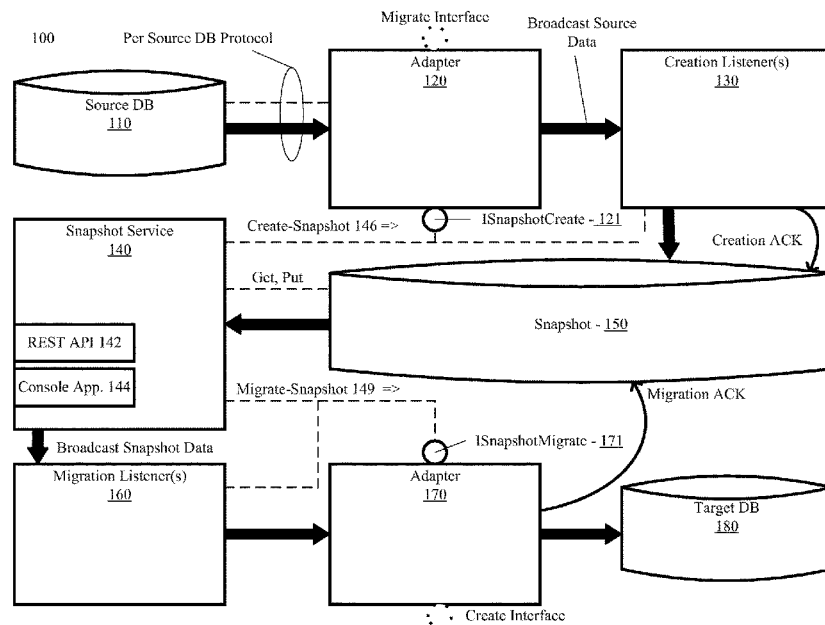 Migrate Interface
Broadcast Source
Data
100
Per Source DB Protocol
Adapter
120
Creation Listener(s)
130
Source DB
110
ISnapshotCreate - 121
Snapshot Service
140
Create-Snapshot 146 =>
Creation ACK
Get, Put
Snapshot - 150
REST API 142
Console App. 144
Migrate-Snapshot 149 =>
Migration ACK
Broadcast Snapshot Data
ISnapshotMigrate - 171
Migration Listener(s)
160
Adapter
170
Target DB
180
Create Interface